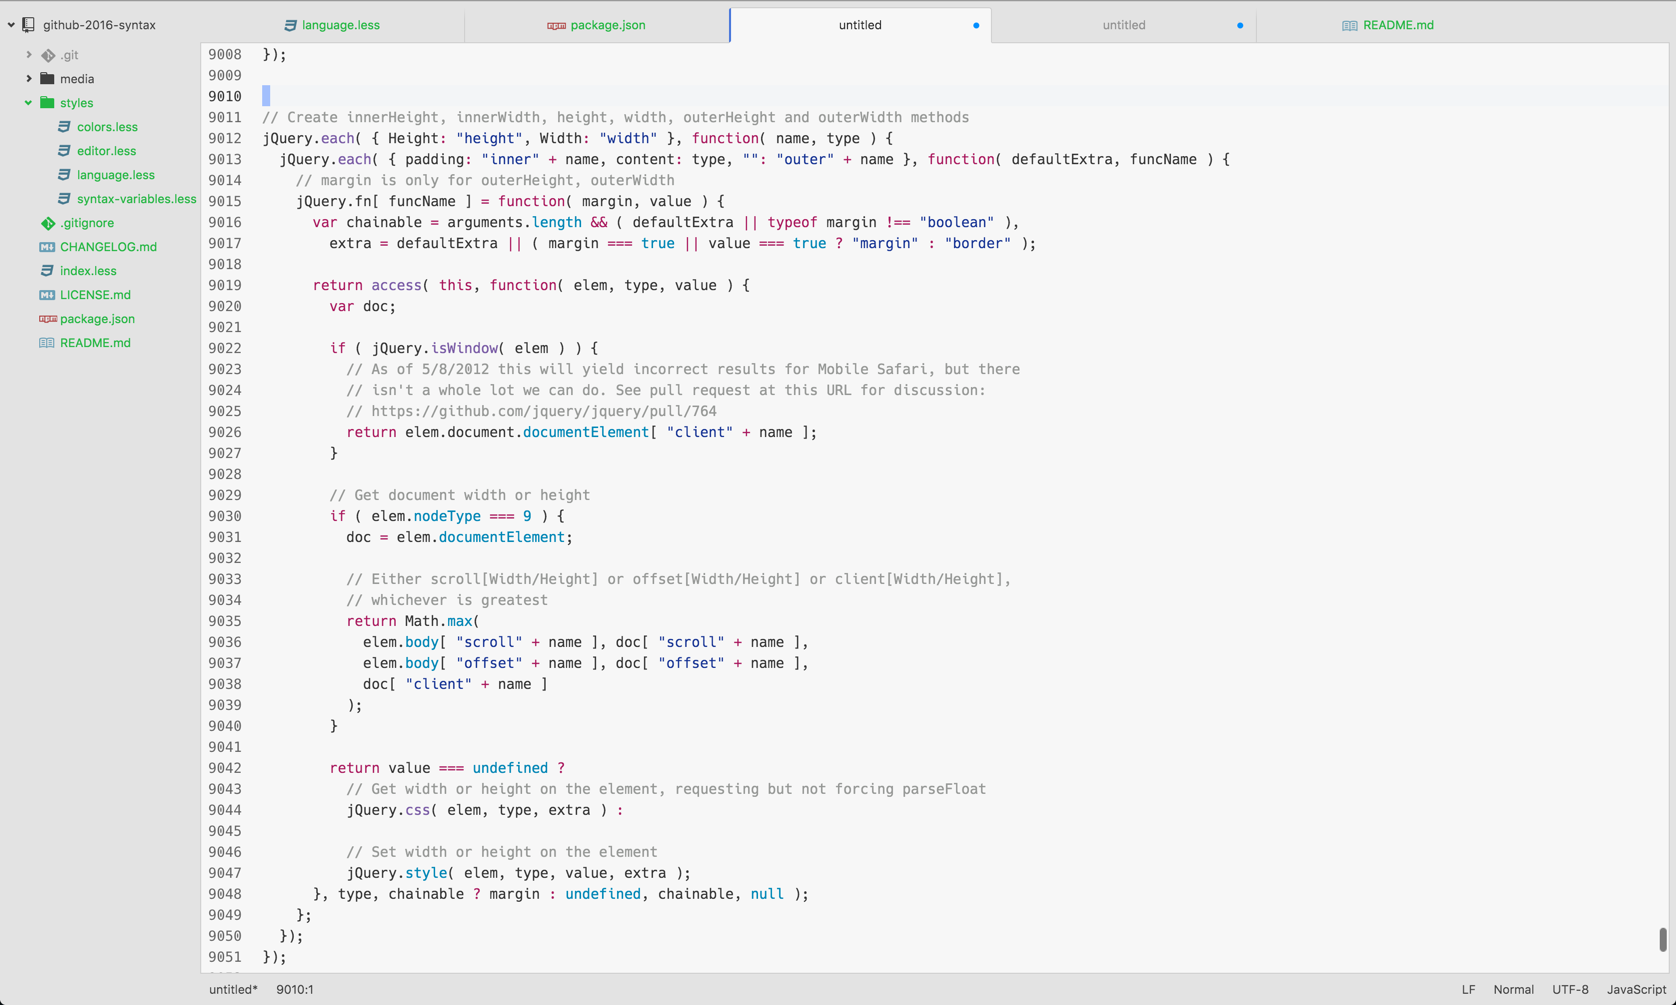 github-2016-syntax
.git
media
styles
colors.less
editor.less
language.less
syntax-variables.less
.gitignore
CHANGELOG.md
index.less
LICENSE.md
package.json
README.md
language.less
package.json
untitled
untitled
README.md
9008 });
9009
9010
9011 // Create innerHeight, innerWidth, height, width, outerHeight and outerWidth methods
9012 jQuery.each( { Height: "height", Width: "width" }, function( name, type ) {
9013   jQuery.each( { padding: "inner" + name, content: type, "": "outer" + name }, function( defaultExtra, funcName ) {
9014     // margin is only for outerHeight, outerWidth
9015     jQuery.fn[ funcName ] = function( margin, value ) {
9016       var chainable = arguments.length && ( defaultExtra || typeof margin !== "boolean" ),
9017         extra = defaultExtra || ( margin === true || value === true ? "margin" : "border" );
9018
9019       return access( this, function( elem, type, value ) {
9020         var doc;
9021
9022         if ( jQuery.isWindow( elem ) ) {
9023           // As of 5/8/2012 this will yield incorrect results for Mobile Safari, but there
9024           // isn't a whole lot we can do. See pull request at this URL for discussion:
9025           // https://github.com/jquery/jquery/pull/764
9026           return elem.document.documentElement[ "client" + name ];
9027         }
9028
9029         // Get document width or height
9030         if ( elem.nodeType === 9 ) {
9031           doc = elem.documentElement;
9032
9033           // Either scroll[Width/Height] or offset[Width/Height] or client[Width/Height],
9034           // whichever is greatest
9035           return Math.max(
9036             elem.body[ "scroll" + name ], doc[ "scroll" + name ],
9037             elem.body[ "offset" + name ], doc[ "offset" + name ],
9038             doc[ "client" + name ]
9039           );
9040         }
9041
9042         return value === undefined ?
9043           // Get width or height on the element, requesting but not forcing parseFloat
9044           jQuery.css( elem, type, extra ) :
9045
9046           // Set width or height on the element
9047           jQuery.style( elem, type, value, extra );
9048       }, type, chainable ? margin : undefined, chainable, null );
9049     };
9050   });
9051 });
untitled* 9010:1 LF Normal UTF-8 JavaScript